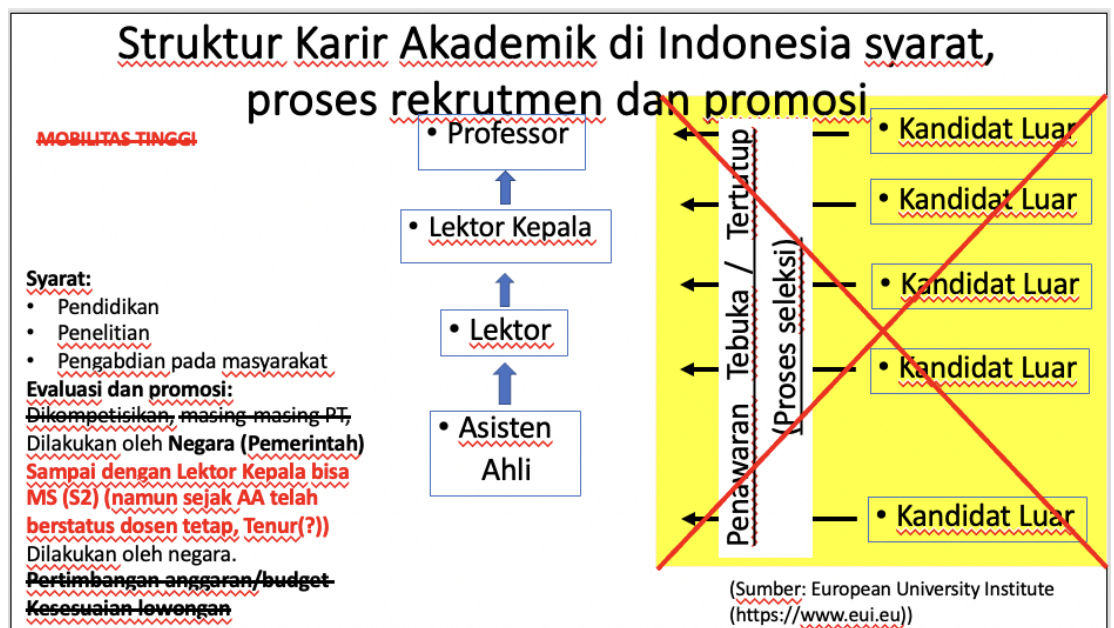 Struktur Karir Akademik di Indonesia syarat,
proses rekrutmen dan promosi
MOBILITAS TINGGI
Syarat:
• Pendidikan
• Penelitian
• Pengabdian pada masyarakat
Evaluasi dan promosi:
Dikompetisikan, masing-masing PT,
Dilakukan oleh Negara (Pemerintah)
Sampai dengan Lektor Kepala bisa
MS (S2) (namun sejak AA telah
berstatus dosen tetap, Tenur(?))
Dilakukan oleh negara.
Pertimbangan anggaran/budget
Kesesuaian lowongan
• Professor
• Lektor Kepala
• Lektor
• Asisten
Ahli
Penawaran Tebuka / Tertutup
(Proses seleksi)
• Kandidat Luar
• Kandidat Luar
• Kandidat Luar
• Kandidat Luar
• Kandidat Luar
(Sumber: European University Institute
(https://www.eui.eu))